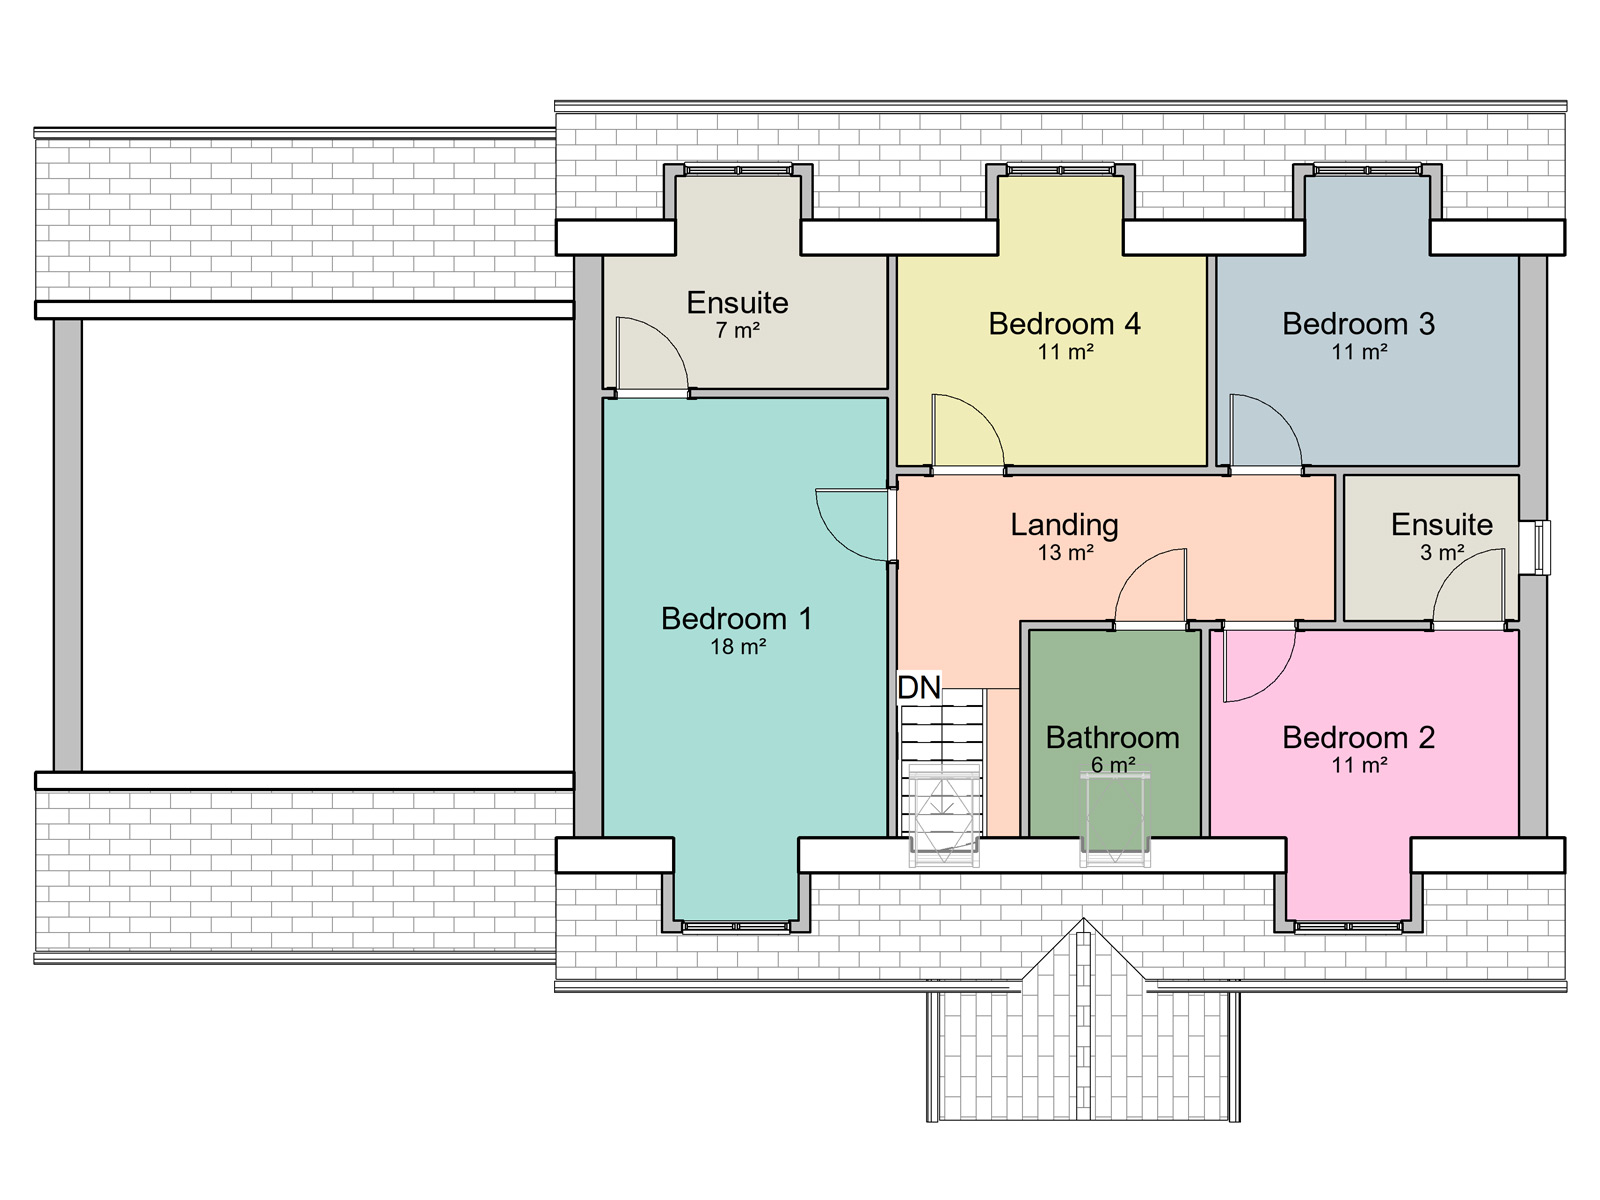 Ensuite
7 m²
Bedroom 4
11 m²
Bedroom 3
11 m²
Landing
13 m²
Ensuite
3 m²
Bedroom 1
18 m²
DN
Bathroom
6 m²
Bedroom 2
11 m²